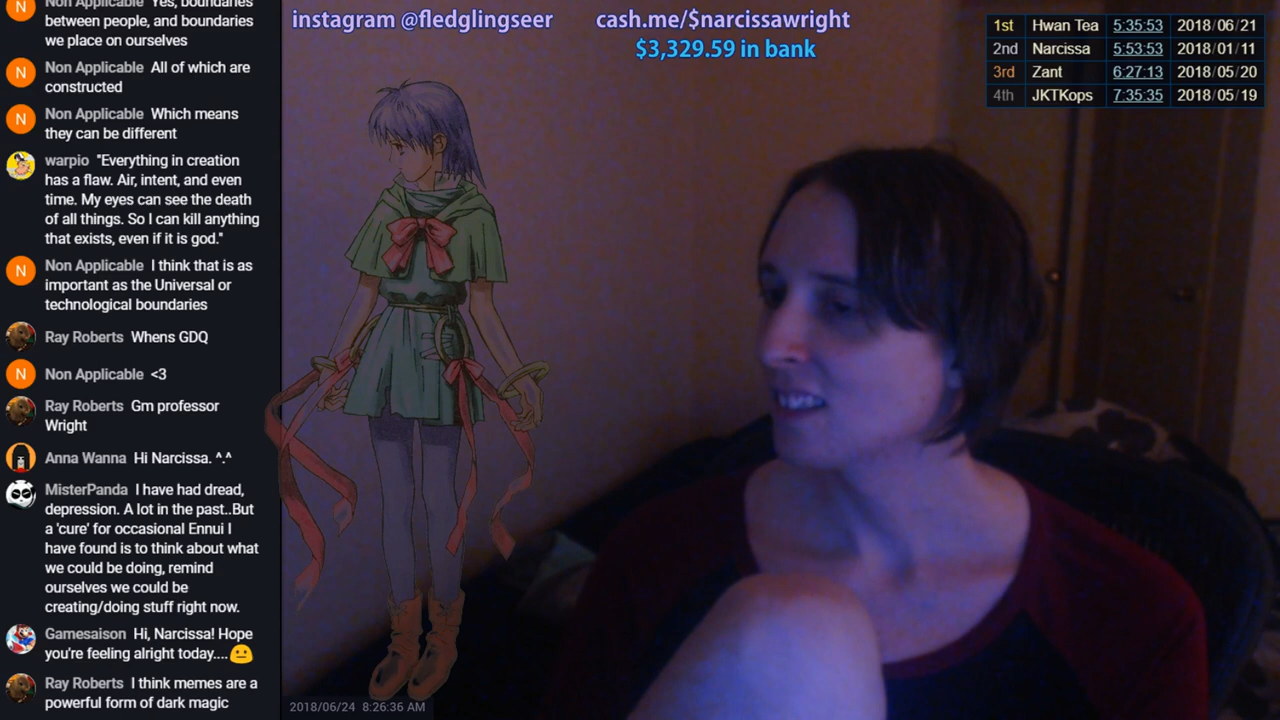 N
Non Applicable Yes, boundaries
between people, and boundaries
we place on ourselves
N
Non Applicable All of which are
constructed
N
Non Applicable Which means
they can be different
warpio "Everything in creation
has a flaw. Air, intent, and even
time. My eyes can see the death
of all things. So I can kill anything
that exists, even if it is god."
N
Non Applicable I think that is as
important as the Universal or
technological boundaries
Ray Roberts Whens GDQ
N
Non Applicable <3
Ray Roberts Gm professor
Wright
Anna Wanna Hi Narcissa. ^.^
MisterPanda I have had dread,
depression. A lot in the past..But
a 'cure' for occasional Ennui I
have found is to think about what
we could be doing, remind
ourselves we could be
creating/doing stuff right now.
Gamesaison Hi, Narcissa! Hope
you're feeling alright today....😐
Ray Roberts I think memes are a
powerful form of dark magic
instagram @fledglingseer cash.me/$narcissawright
$3,329.59 in bank
1st Hwan Tea 5:35:53 2018/06/21
2nd Narcissa 5:53:53 2018/01/11
3rd Zant 6:27:13 2018/05/20
4th JKTKops 7:35:35 2018/05/19
2018/06/24 8:26:36 AM